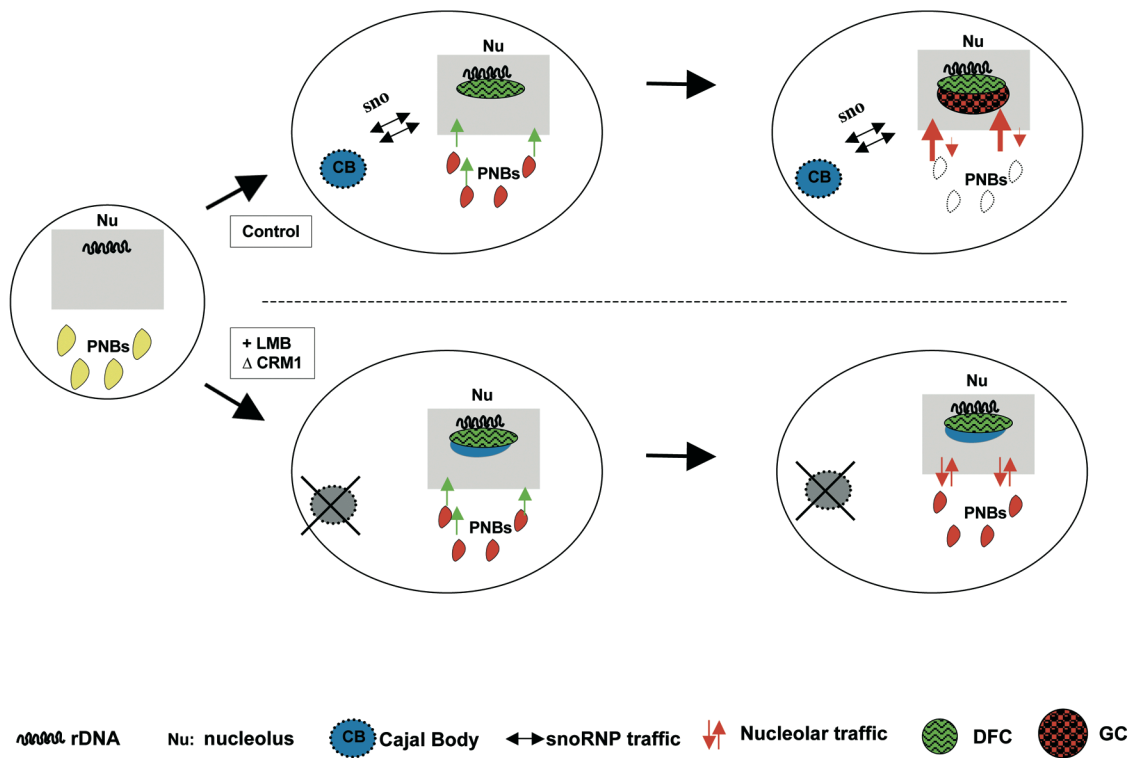 Nu
sno
CB
PNBs
Nu
sno
CB
PNBs
Nu
PNBs
Control
+ LMB
Δ CRM1
Nu
PNBs
Nu
PNBs
rDNA
Nu: nucleolus
CB Cajal Body
snoRNP traffic
Nucleolar traffic
DFC
GC